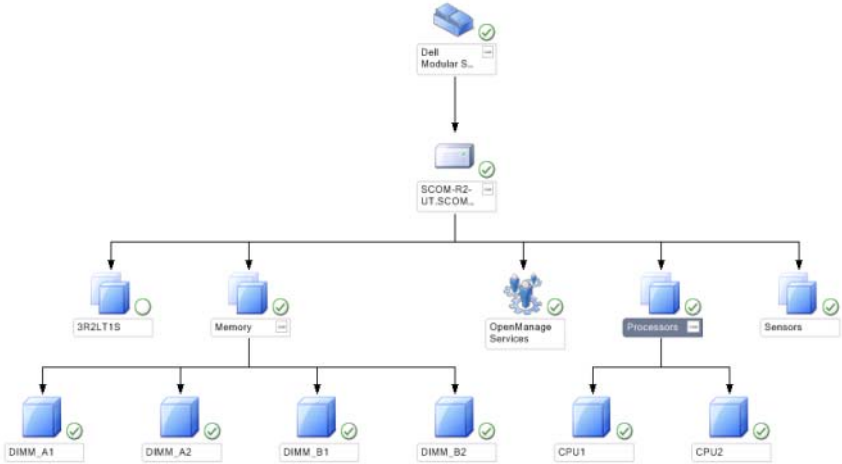 Dell
Modular S...
SCOM-R2-
UT.SCOM...
3R2LT1S
Memory
OpenManage
Services
Processors
Sensors
DIMM_A1
DIMM_A2
DIMM_B1
DIMM_B2
CPU1
CPU2